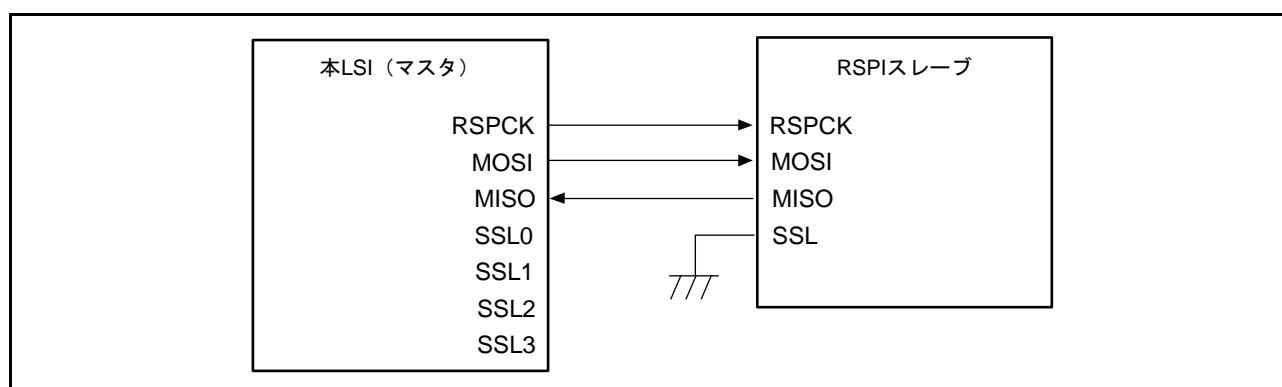 本LSI（マスタ）
RSPCK
MOSI
MISO
SSL0
SSL1
SSL2
SSL3
RSPIスレーブ
RSPCK
MOSI
MISO
SSL